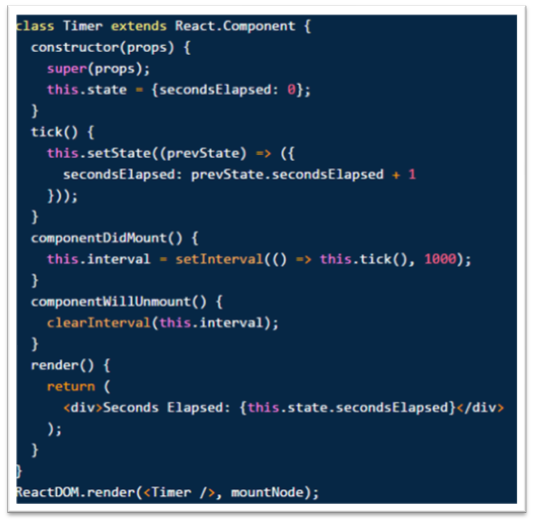 class Timer extends React.Component {
  constructor(props) {
    super(props);
    this.state = {secondsElapsed: 0};
  }
  tick() {
    this.setState((prevState) => ({
      secondsElapsed: prevState.secondsElapsed + 1
    }));
  }
  componentDidMount() {
    this.interval = setInterval(() => this.tick(), 1000);
  }
  componentWillUnmount() {
    clearInterval(this.interval);
  }
  render() {
    return (
      <div>Seconds Elapsed: {this.state.secondsElapsed}</div>
    );
  }
}
ReactDOM.render(<Timer />, mountNode);